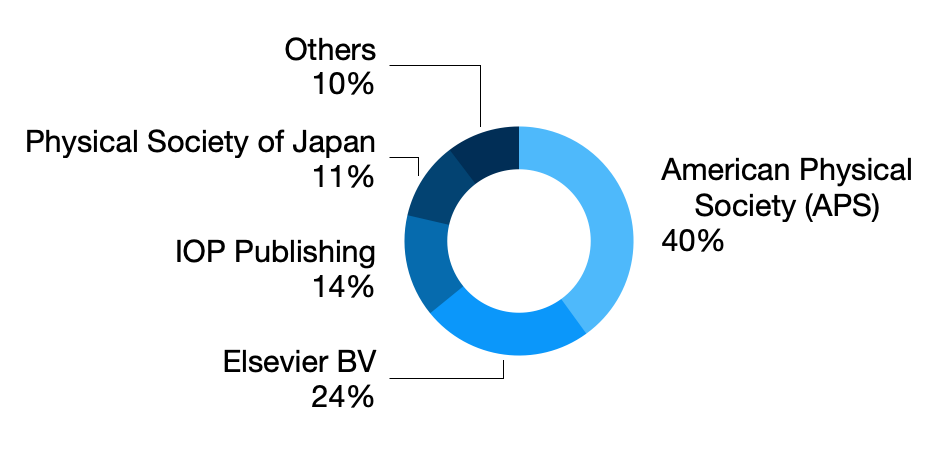 Others
10%
Physical Society of Japan
11%
IOP Publishing
14%
Elsevier BV
24%
American Physical
Society (APS)
40%